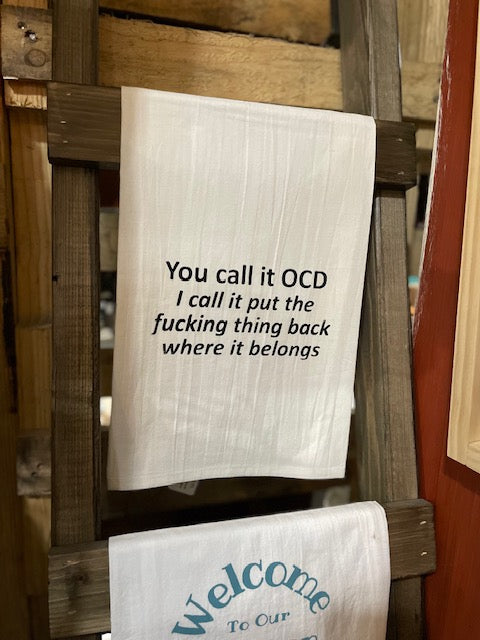 You call it OCD
I call it put the
fucking thing back
where it belongs
Welcome
To Our